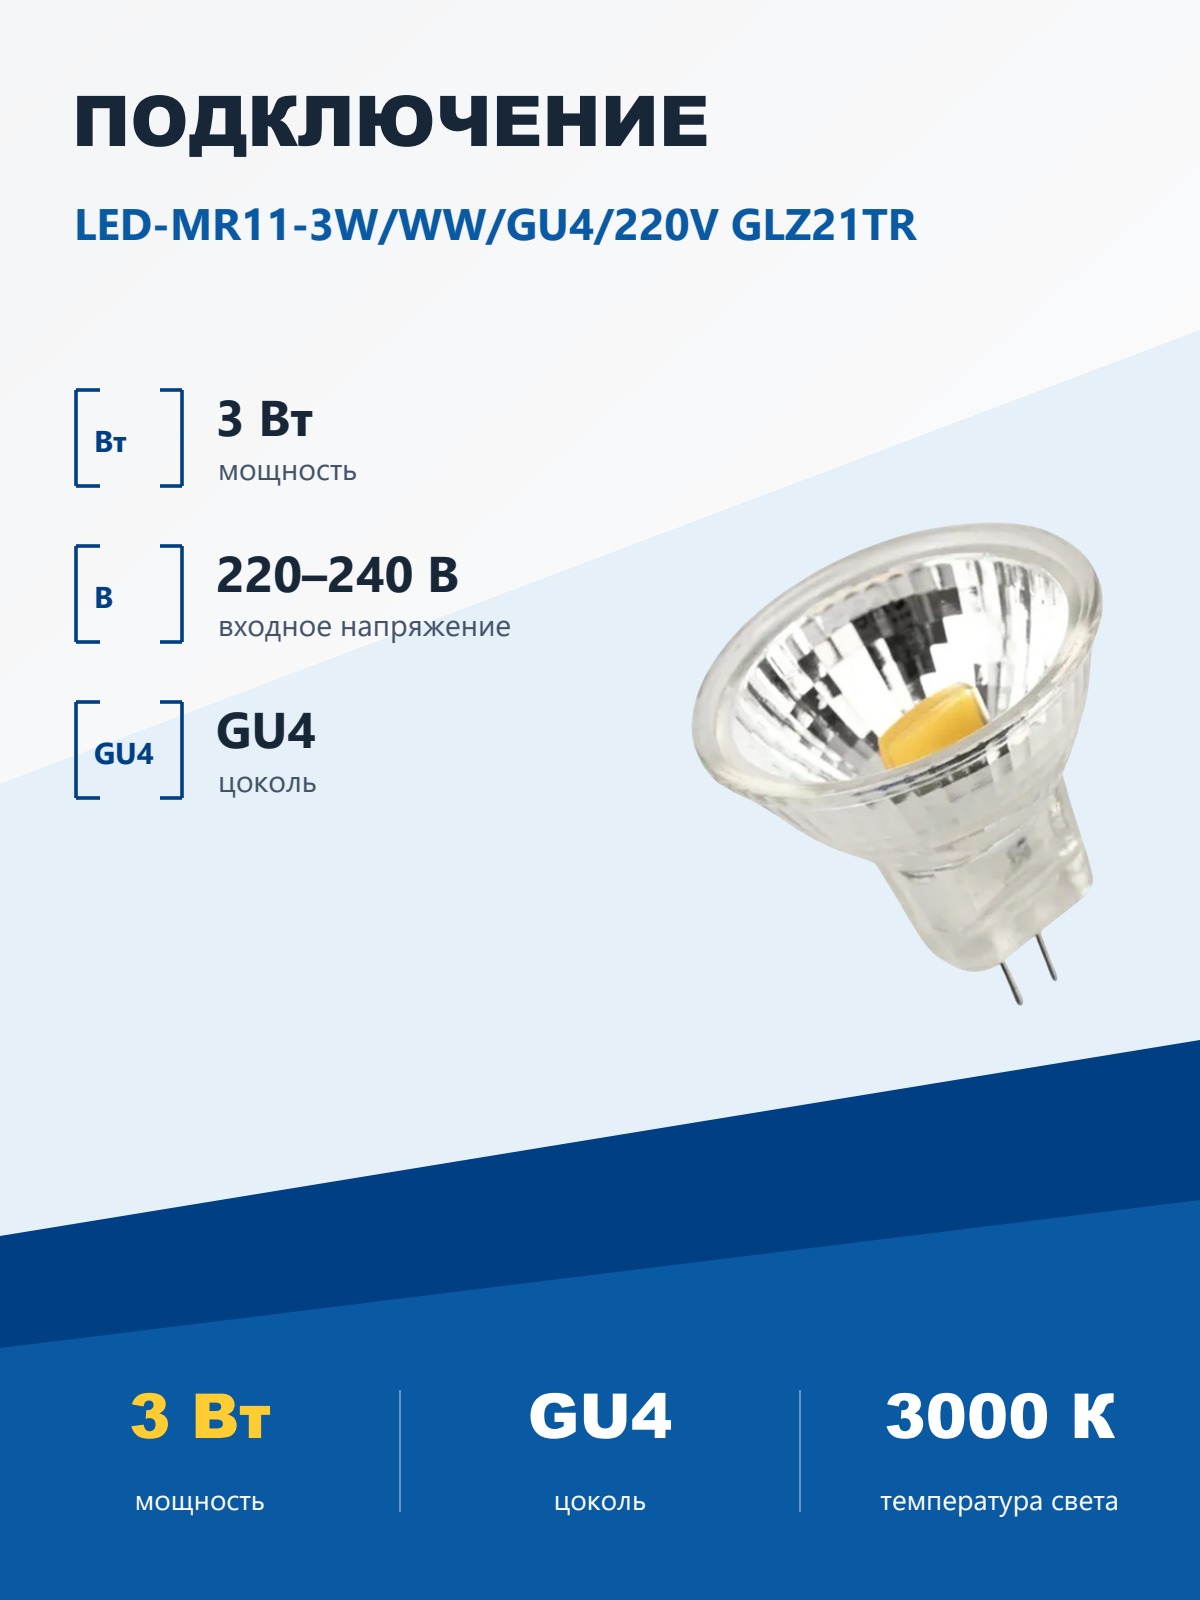 ПОДКЛЮЧЕНИЕ
LED-MR11-3W/WW/GU4/220V GLZ21TR
Вт
3 Вт
мощность
В
220–240 В
входное напряжение
GU4
GU4
цоколь
3 Вт
мощность
GU4
цоколь
3000 К
температура света